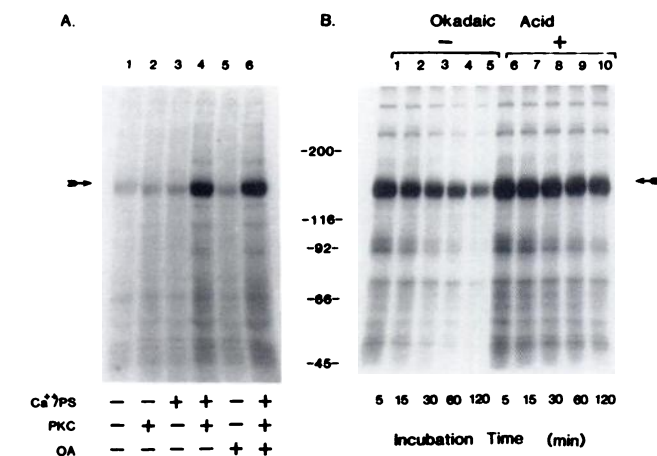 A.
1 2 3 4 5 6
Ca++/PS − − + + − +
PKC − + − + − +
OA − − − − + +
B.
Okadaic Acid
− +
1 2 3 4 5 6 7 8 9 10
-200-
-116-
-92-
-66-
-45-
5 15 30 60 120 5 15 30 60 120
Incubation Time (min)